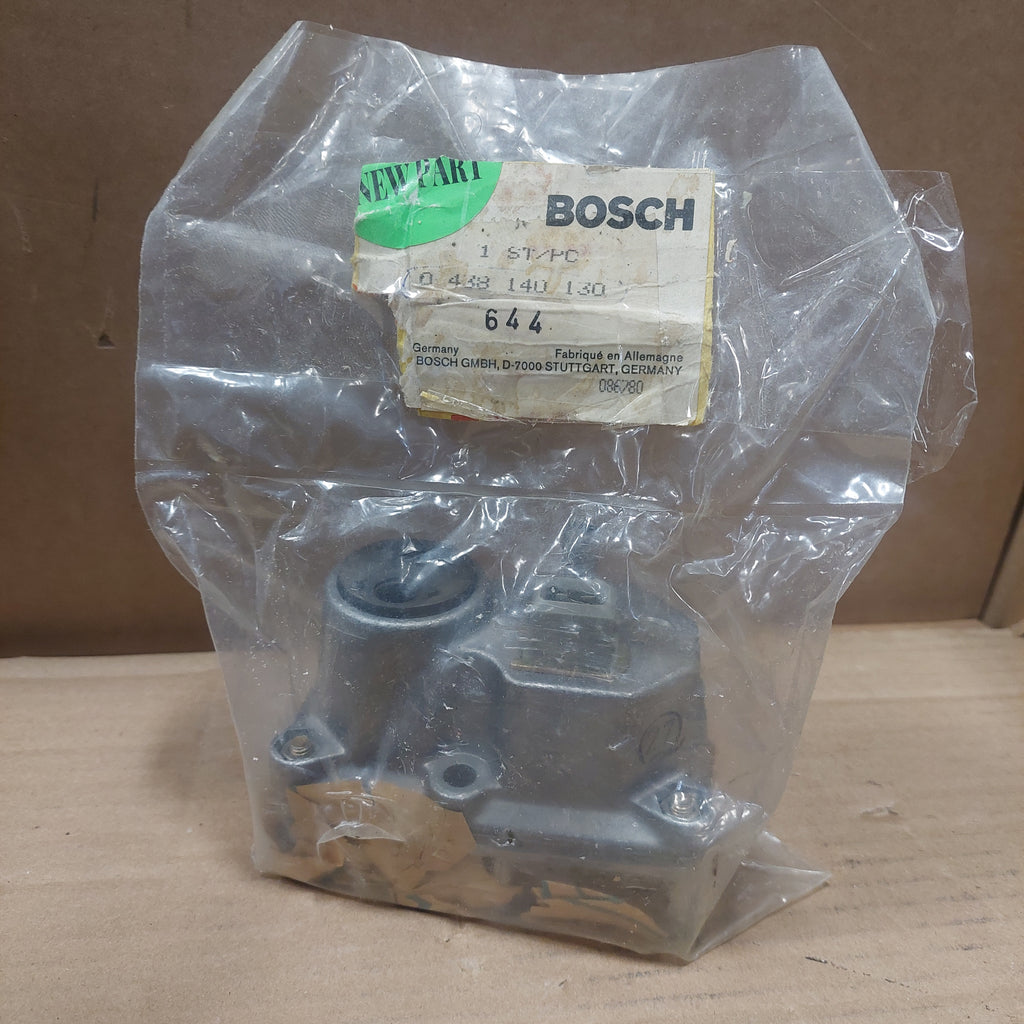 NEW PART
BOSCH
1 ST/PC
0 438 140 130
644
Germany Fabriqué en Allemagne
BOSCH GMBH, D-7000 STUTTGART, GERMANY
086780